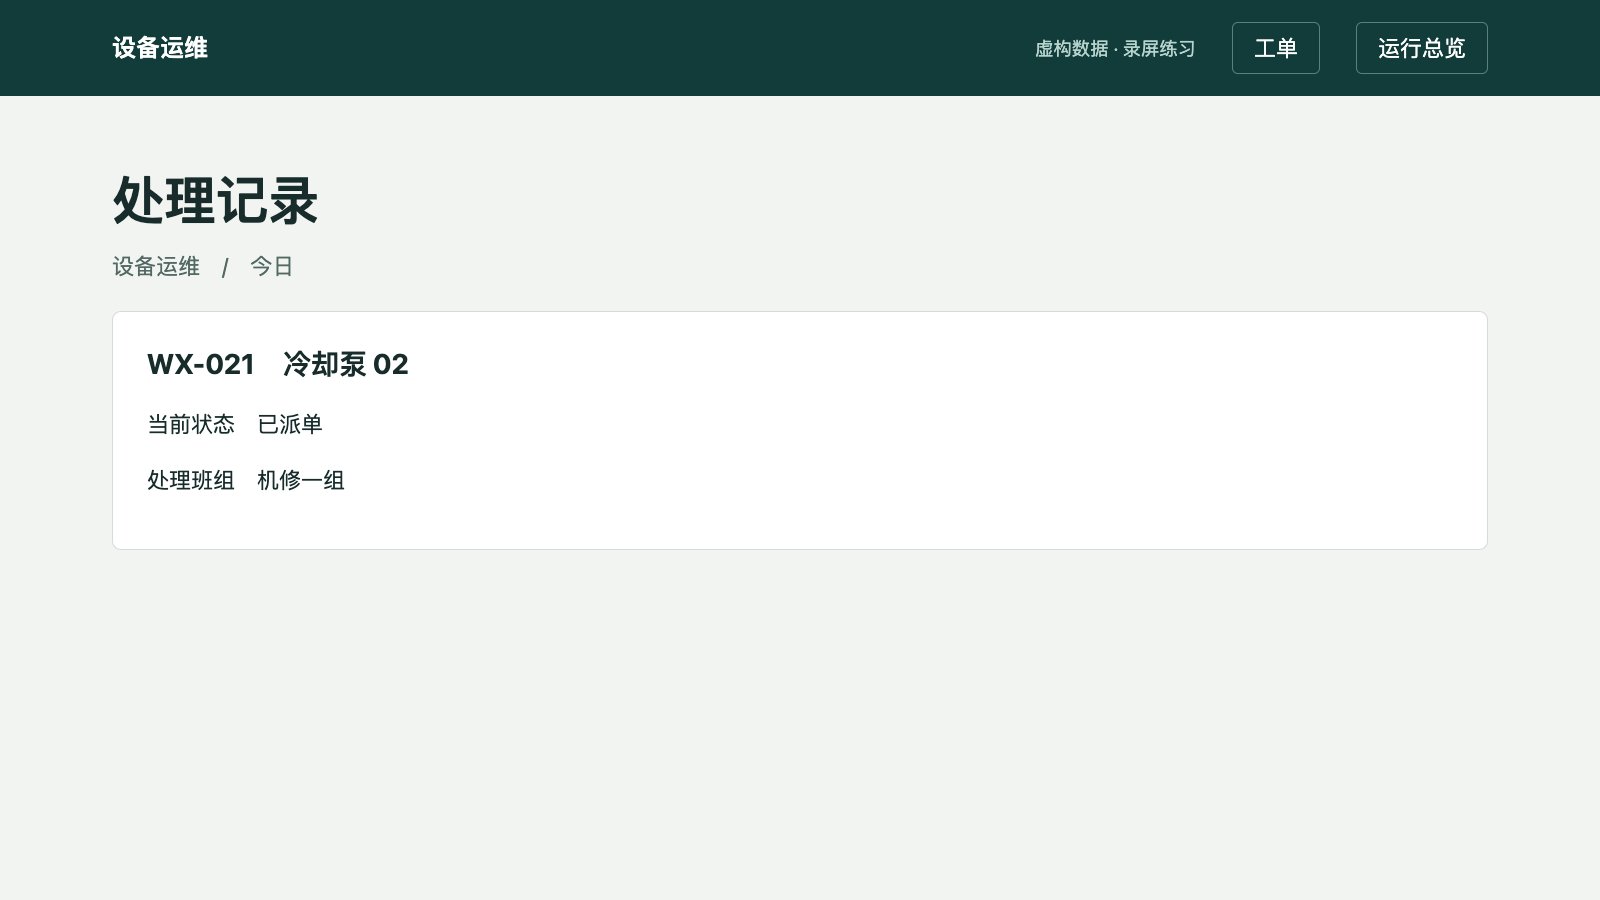 设备运维
虚构数据 · 录屏练习
工单
运行总览
处理记录
设备运维 / 今日
WX-021 冷却泵 02
当前状态 已派单
处理班组 机修一组